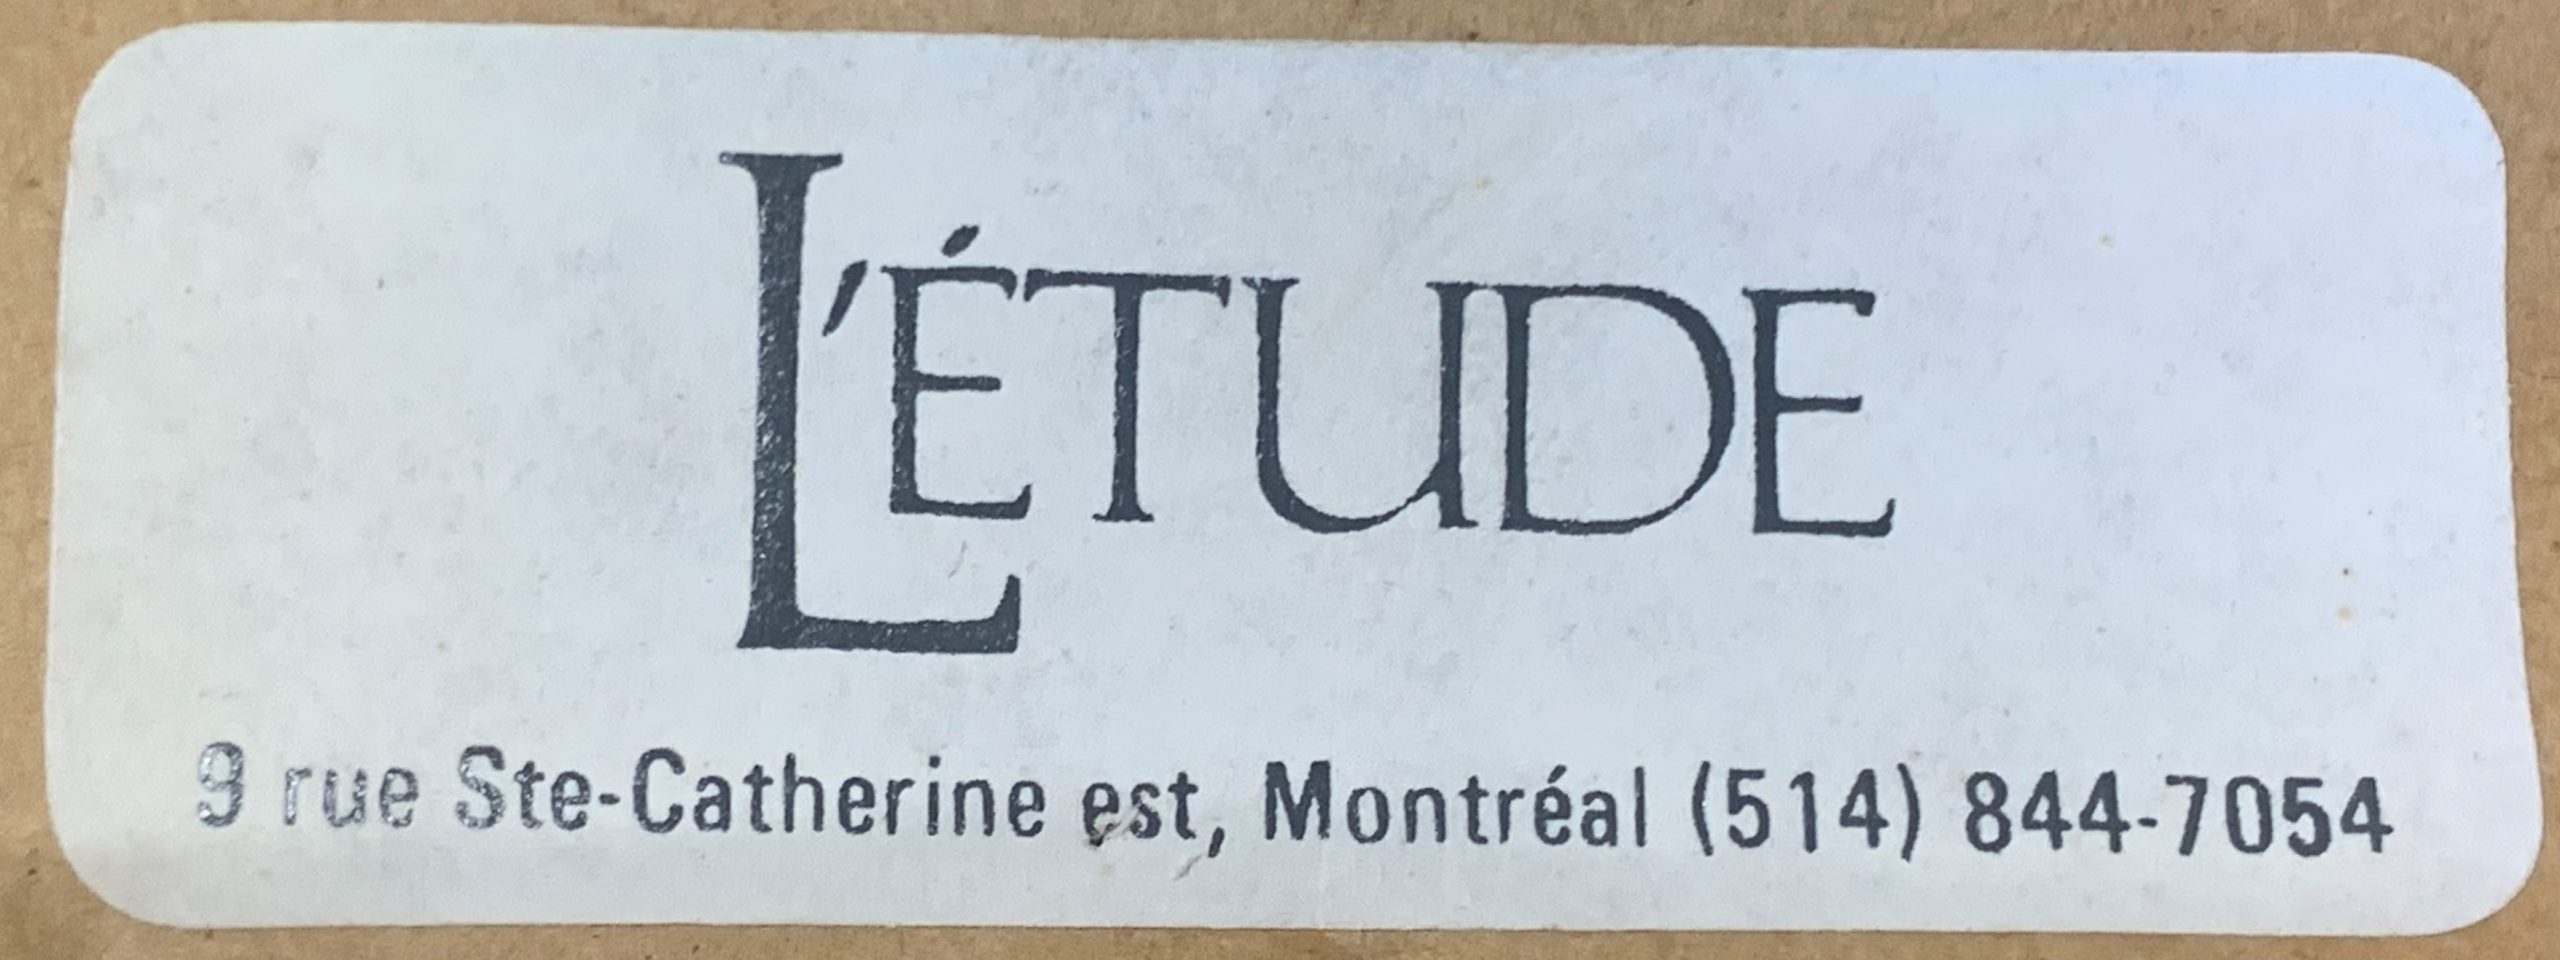 L'ÉTUDE
9 rue Ste-Catherine est, Montréal (514) 844-7054